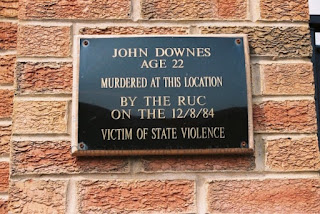 JOHN DOWNES
AGE 22
MURDERED AT THIS LOCATION
BY THE RUC
ON THE 12/8/84
VICTIM OF STATE VIOLENCE